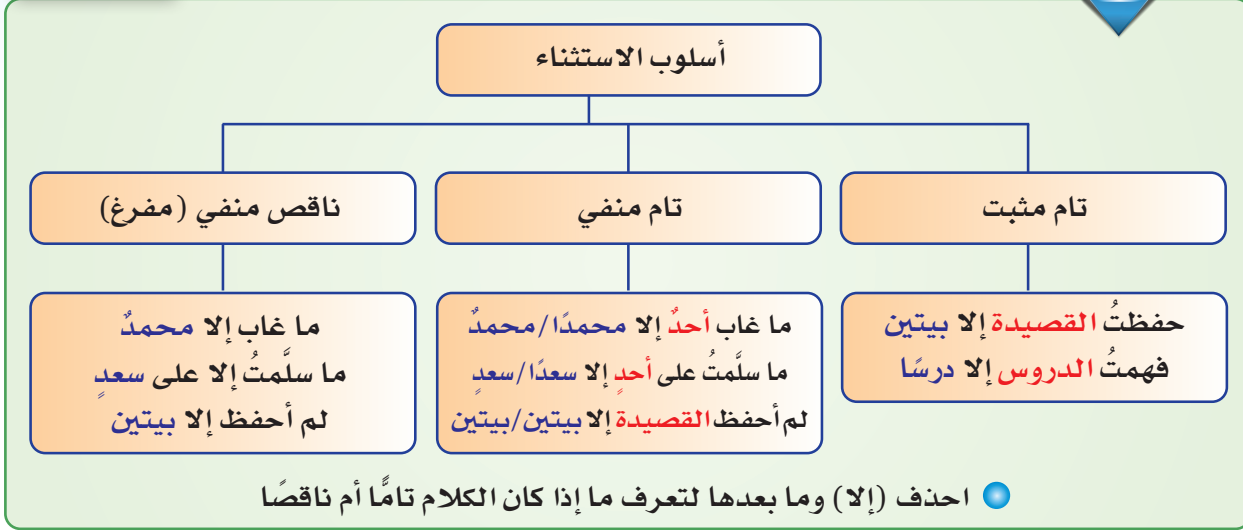 أسلوب الاستثناء
تام مثبت
تام منفي
ناقص منفي (مفرغ)
حفظتُ القصيدة إلا بيتين
فهمتُ الدروس إلا درسًا
ما غاب أحدٌ إلا محمدًا/محمدٌ
ما سلَّمتُ على أحدٍ إلا سعدًا/سعدٍ
لم أحفظ القصيدة إلا بيتين/بيتين
ما غاب إلا محمدٌ
ما سلَّمتُ إلا على سعدٍ
لم أحفظ إلا بيتين
احذف (إلا) وما بعدها لتعرف ما إذا كان الكلام تامًّا أم ناقصًا